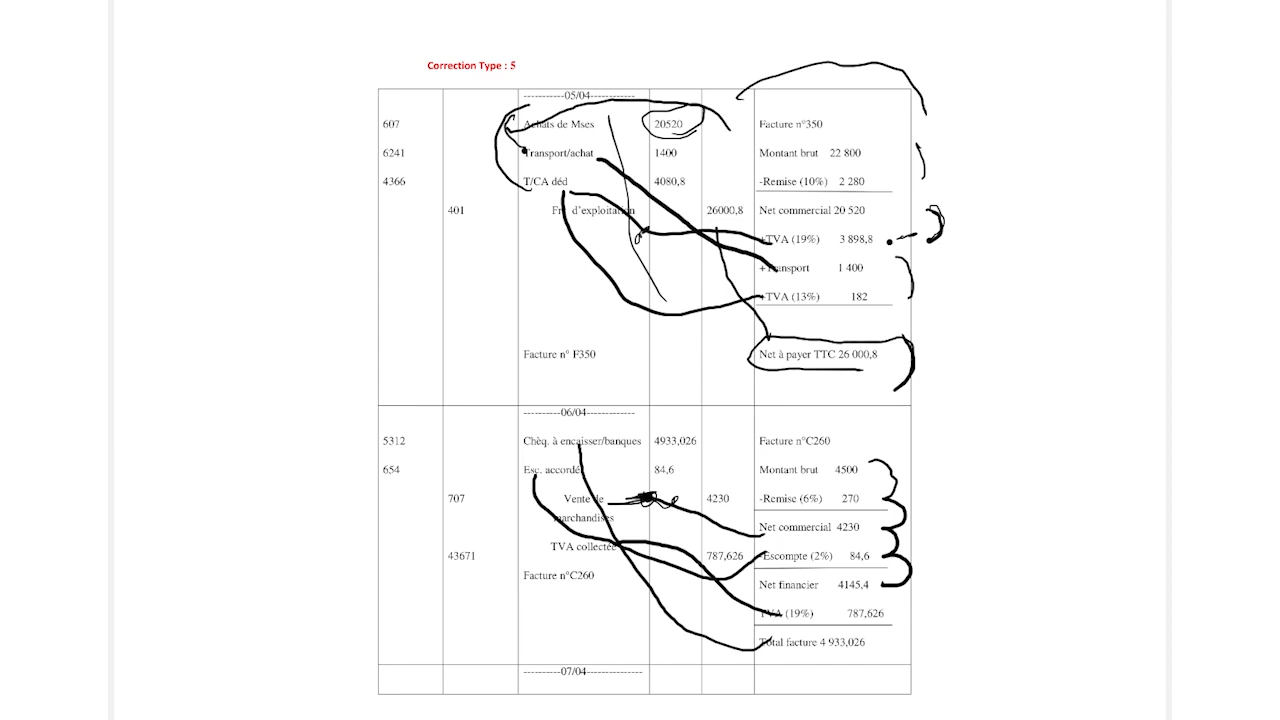 Correction Type : 5
----------05/04------------
607 Achats de Mses 20520 Facture n°350
6241 Transport/achat 1400 Montant brut 22 800
4366 T/CA déd 4080,8 -Remise (10%) 2 280
401 d'exploitation 26000,8 Net commercial 20 520
+TVA (19%) 3 898,8
+Transport 1 400
+TVA (13%) 182
Facture n° F350 Net à payer TTC 26 000,8
----------06/04------------
5312 Chèq. à encaisser/banques 4933,026 Facture n°C260
654 Esc. accordé 84,6 Montant brut 4500
707 Vente de 4230 -Remise (6%) 270
marchandises Net commercial 4230
43671 TVA collectée 787,626 -Escompte (2%) 84,6
Facture n°C260 Net financier 4145,4
TVA (19%) 787,626
Total facture 4 933,026
----------07/04--------------